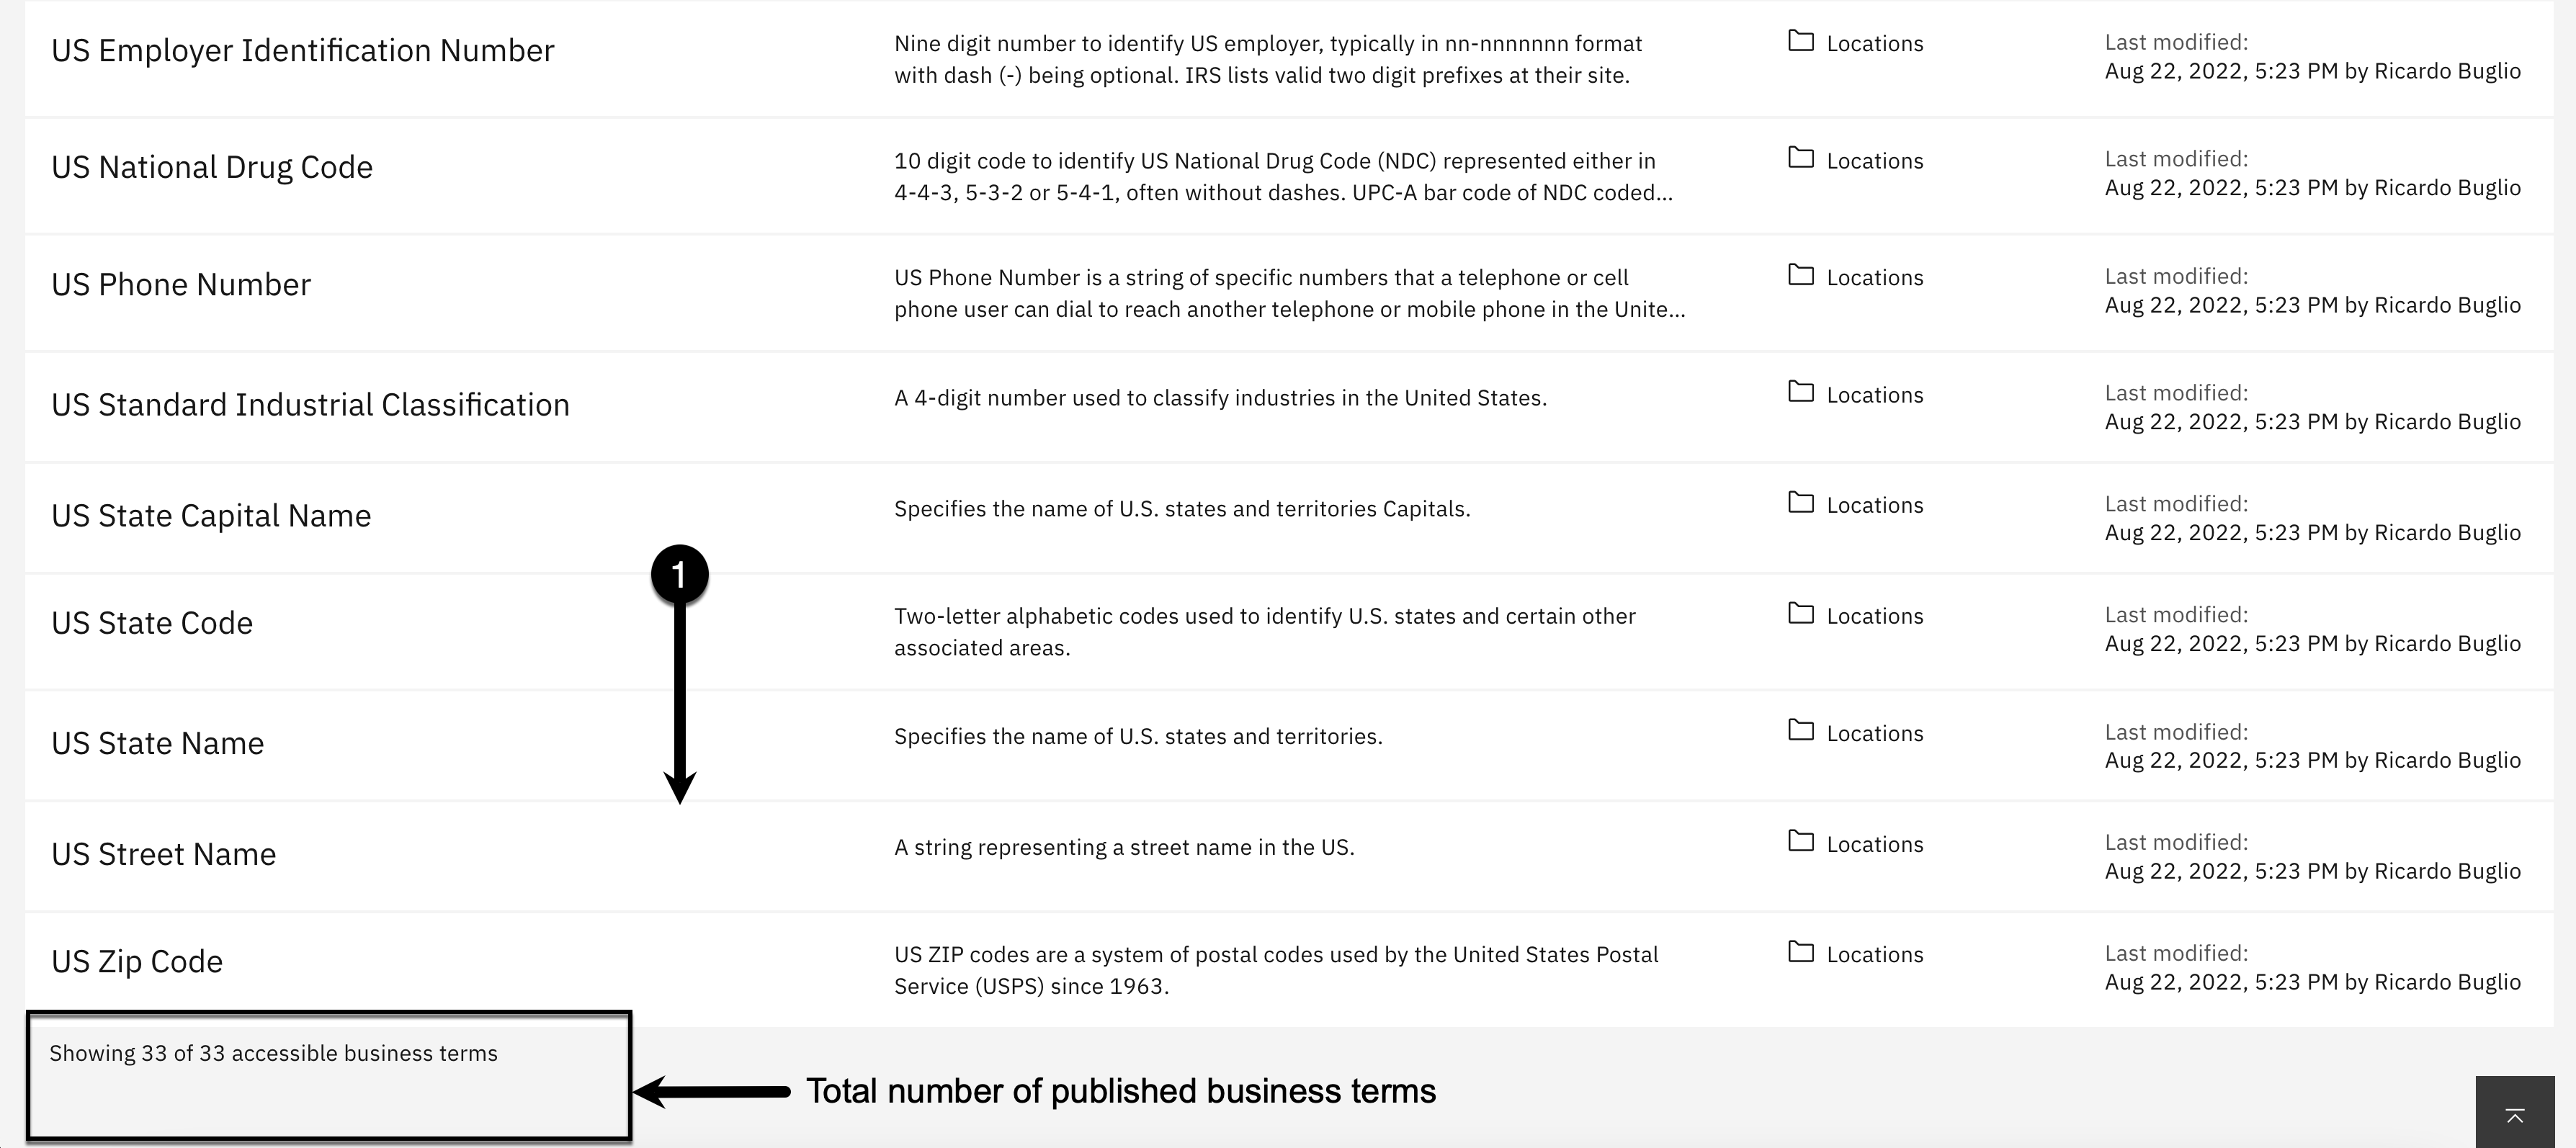 US Employer Identification Number
Nine digit number to identify US employer, typically in nn-nnnnnnn format
with dash (-) being optional. IRS lists valid two digit prefixes at their site.
Locations
Last modified:
Aug 22, 2022, 5:23 PM by Ricardo Buglio
US National Drug Code
10 digit code to identify US National Drug Code (NDC) represented either in
4-4-3, 5-3-2 or 5-4-1, often without dashes. UPC-A bar code of NDC coded...
Locations
Last modified:
Aug 22, 2022, 5:23 PM by Ricardo Buglio
US Phone Number
US Phone Number is a string of specific numbers that a telephone or cell
phone user can dial to reach another telephone or mobile phone in the Unite...
Locations
Last modified:
Aug 22, 2022, 5:23 PM by Ricardo Buglio
US Standard Industrial Classification
A 4-digit number used to classify industries in the United States.
Locations
Last modified:
Aug 22, 2022, 5:23 PM by Ricardo Buglio
US State Capital Name
Specifies the name of U.S. states and territories Capitals.
Locations
Last modified:
Aug 22, 2022, 5:23 PM by Ricardo Buglio
1
US State Code
Two-letter alphabetic codes used to identify U.S. states and certain other
associated areas.
Locations
Last modified:
Aug 22, 2022, 5:23 PM by Ricardo Buglio
US State Name
Specifies the name of U.S. states and territories.
Locations
Last modified:
Aug 22, 2022, 5:23 PM by Ricardo Buglio
US Street Name
A string representing a street name in the US.
Locations
Last modified:
Aug 22, 2022, 5:23 PM by Ricardo Buglio
US Zip Code
US ZIP codes are a system of postal codes used by the United States Postal
Service (USPS) since 1963.
Locations
Last modified:
Aug 22, 2022, 5:23 PM by Ricardo Buglio
Showing 33 of 33 accessible business terms
Total number of published business terms